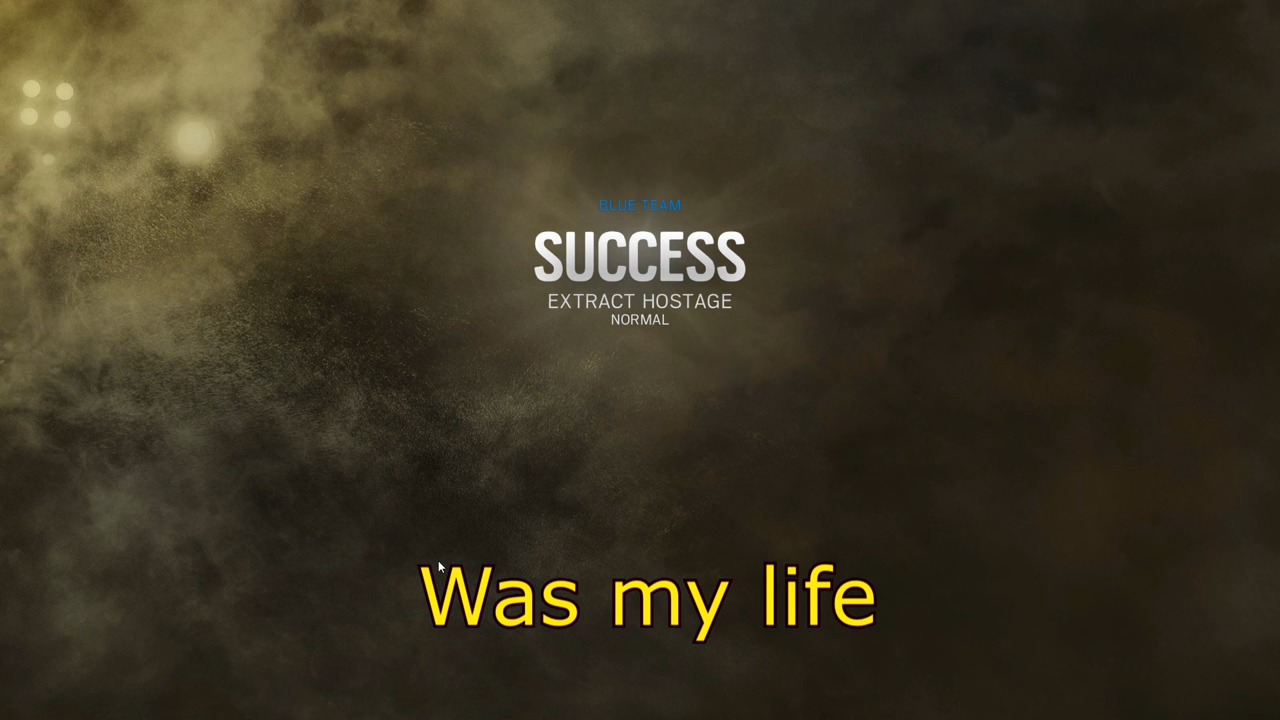 BLUE TEAM
SUCCESS
EXTRACT HOSTAGE
NORMAL
Was my life